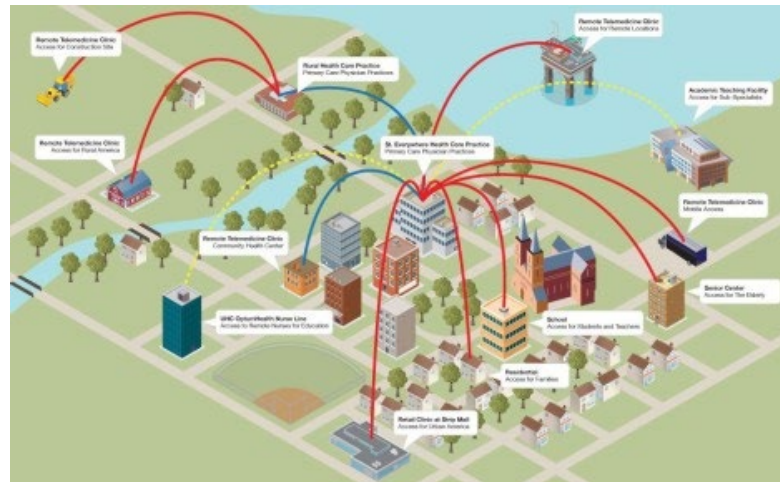 Remote Telemedicine Clinic
Access for Construction Site
Rural Health Care Practice
Primary Care Physician Practices
Remote Telemedicine Clinic
Access for Remote Locations
Academic Teaching Facility
Access for Sub-Specialists
Remote Telemedicine Clinic
Access for Rural America
St. Everywhere Health Care Practice
Primary Care Physician Practices
Remote Telemedicine Clinic
Mobile Access
Remote Telemedicine Clinic
Community Health Center
Senior Center
Access for The Elderly
UHC OptumHealth Nurse Line
Access to Remote Nurses for Education
School
Access for Students and Teachers
Residential
Access for Families
Retail Clinic at Strip Mall
Access for Urban America